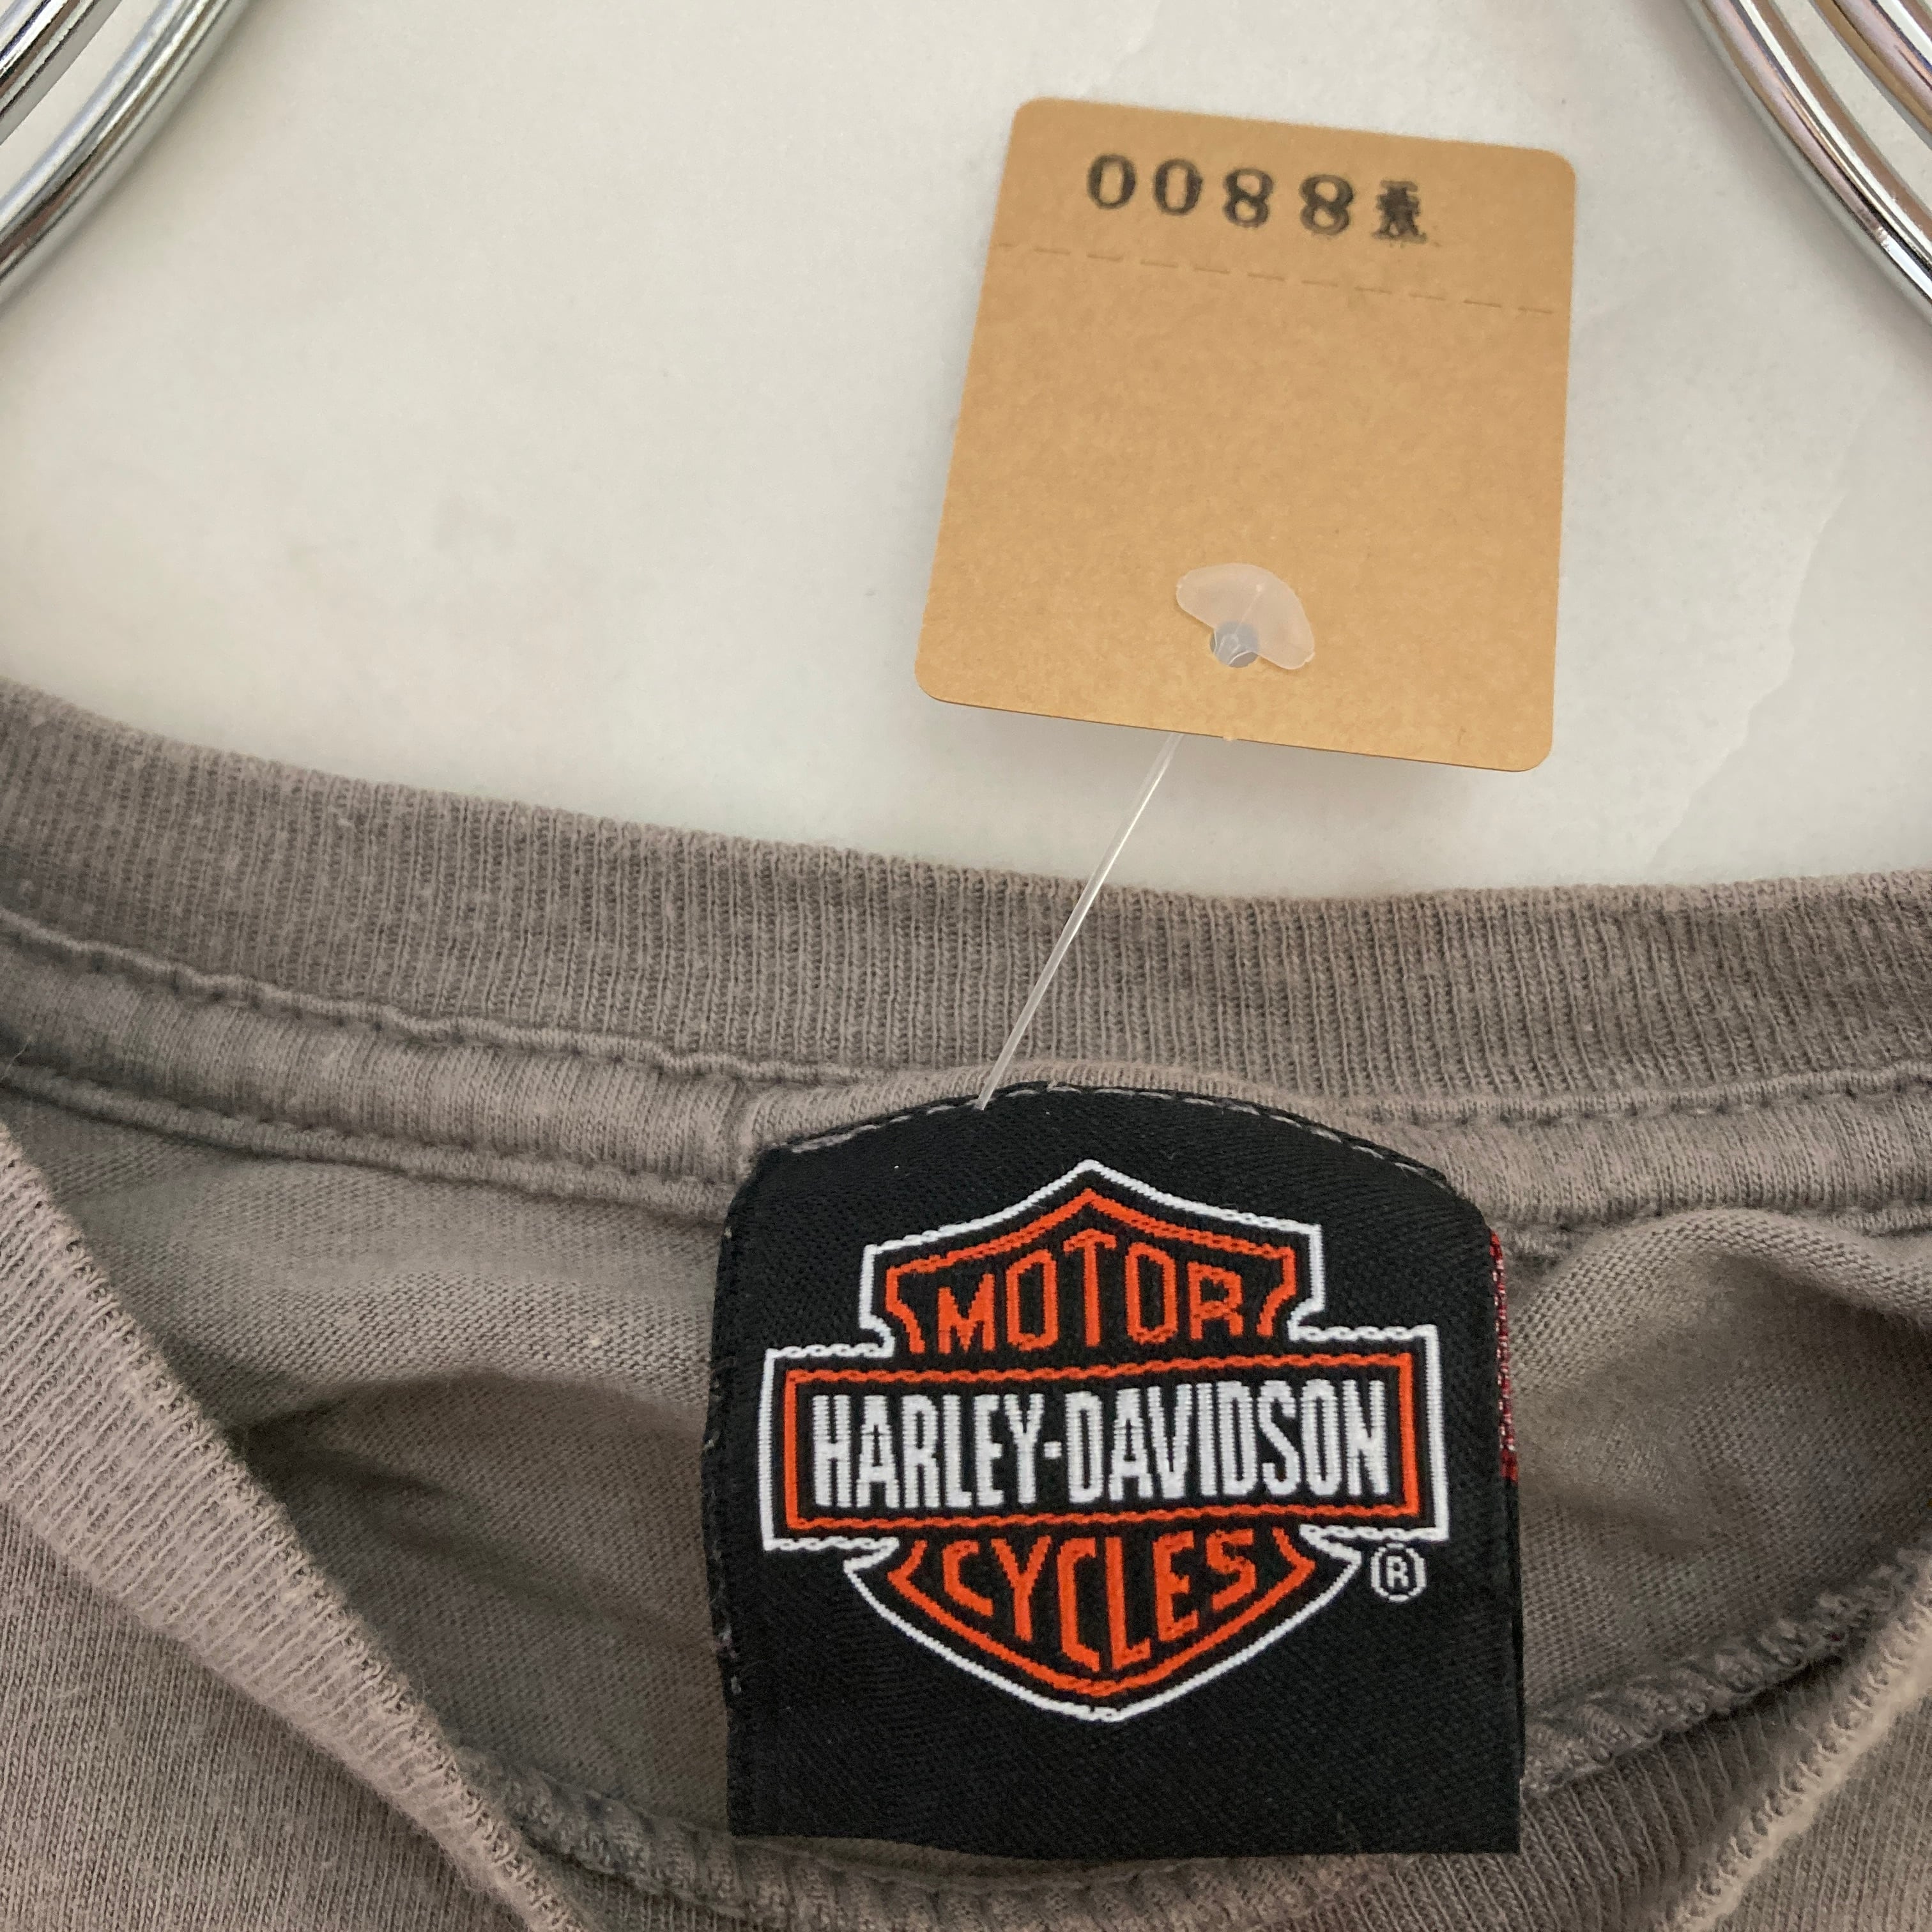 0088
MOTOR
HARLEY-DAVIDSON
CYCLES
®